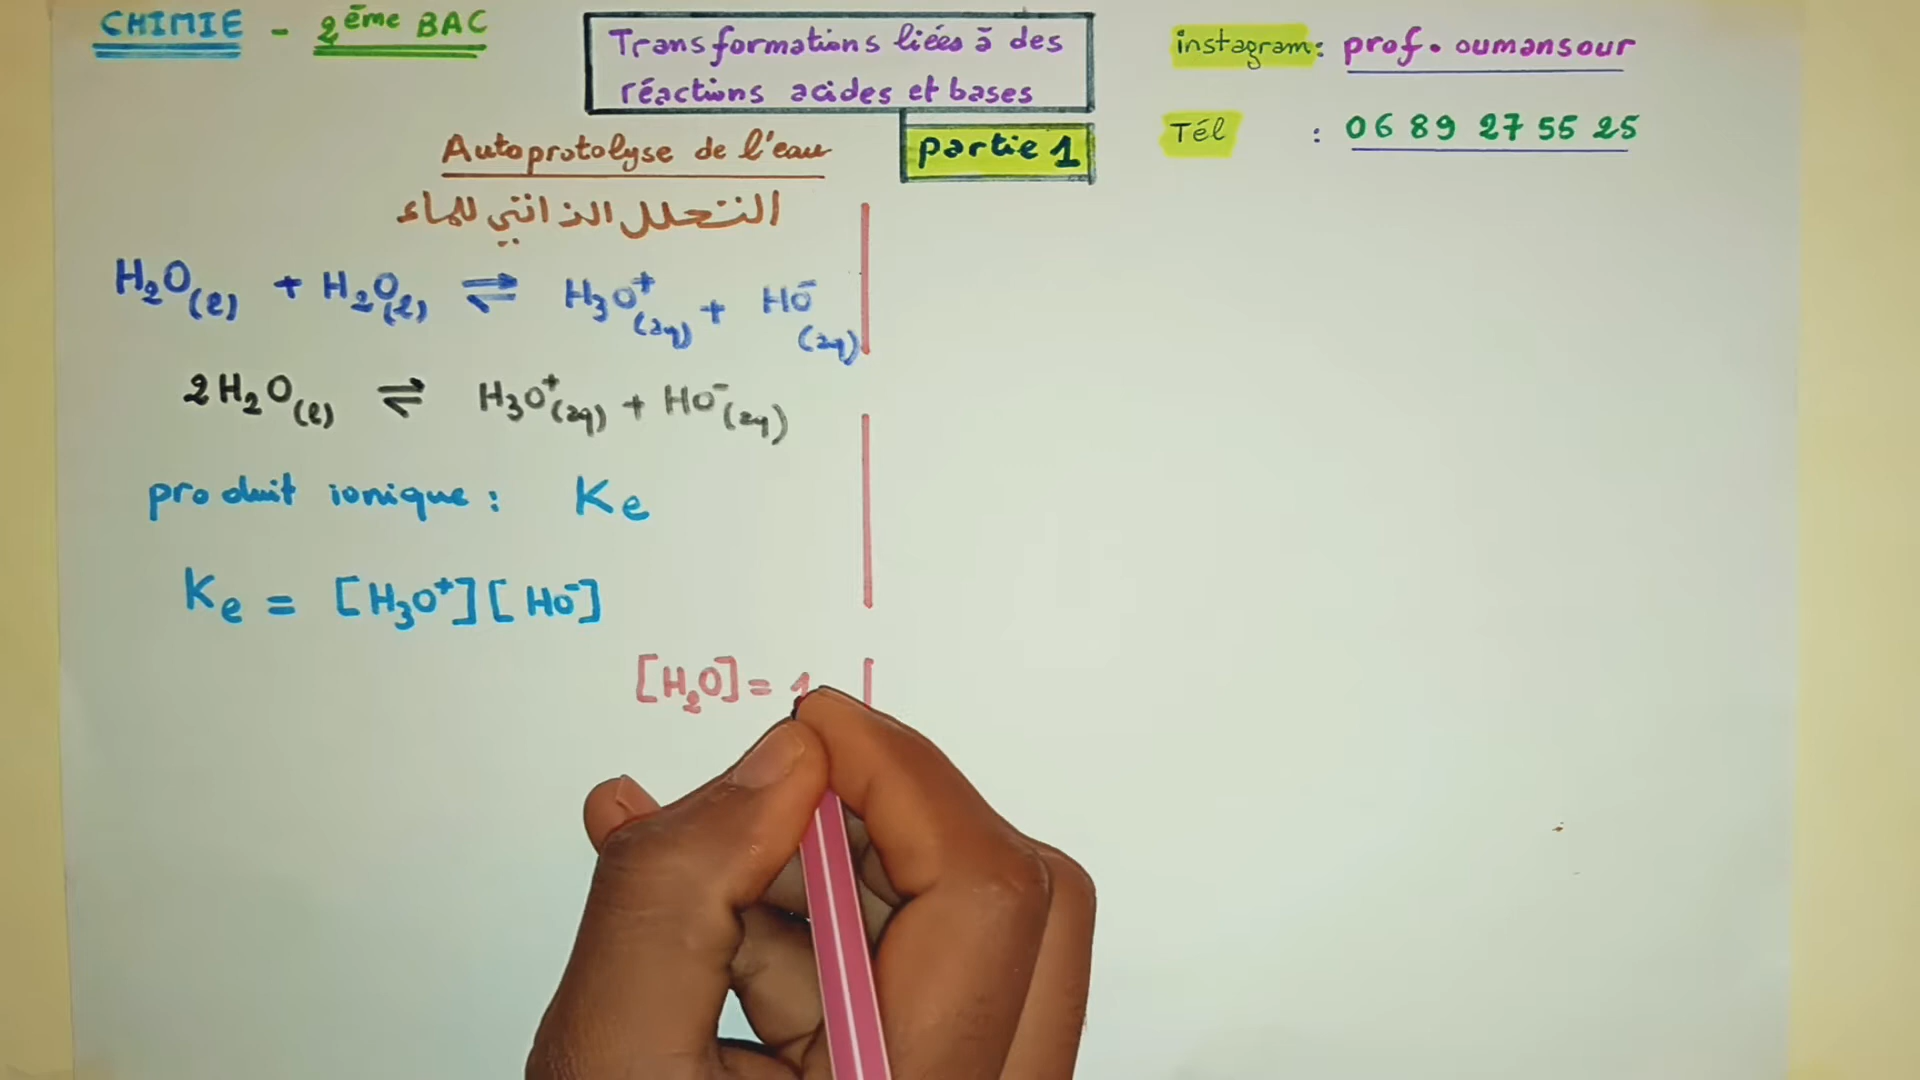 CHIMIE - 2ème BAC
Transformations liées à des
réactions acides et bases
partie 1
instagram: prof.oumansour
Tél : 06 89 27 55 25
Autoprotolyse de l'eau
التحلل الذاتي للماء
H₂O(l) + H₂O(l) ⇌ H₃O⁺(aq) + HO⁻(aq)
2H₂O(l) ⇌ H₃O⁺(aq) + HO⁻(aq)
produit ionique : Ke
Ke = [H₃O⁺][HO⁻]
[H₂O] = 1